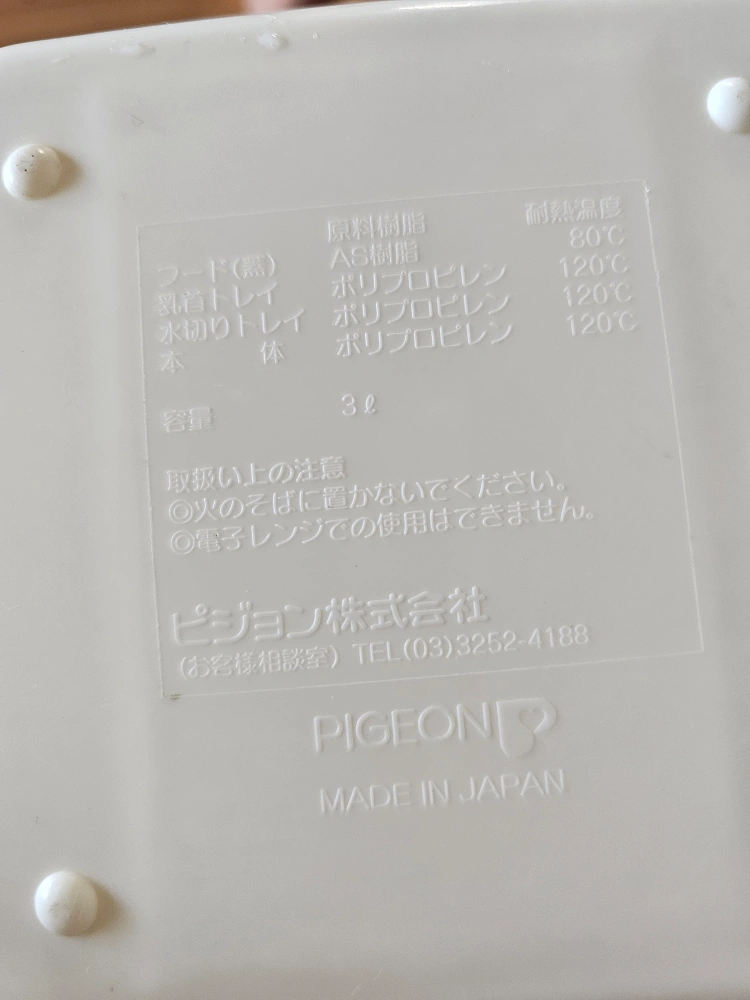 原料樹脂 耐熱温度
フード(蓋) AS樹脂 80℃
乳首トレイ ポリプロピレン 120℃
水切りトレイ ポリプロピレン 120℃
本 体 ポリプロピレン 120℃
容量 3ℓ
取扱い上の注意
◎火のそばに置かないでください。
◎電子レンジでの使用はできません。
ピジョン株式会社
(お客様相談室) TEL(03)3252-4188
PIGEON
MADE IN JAPAN